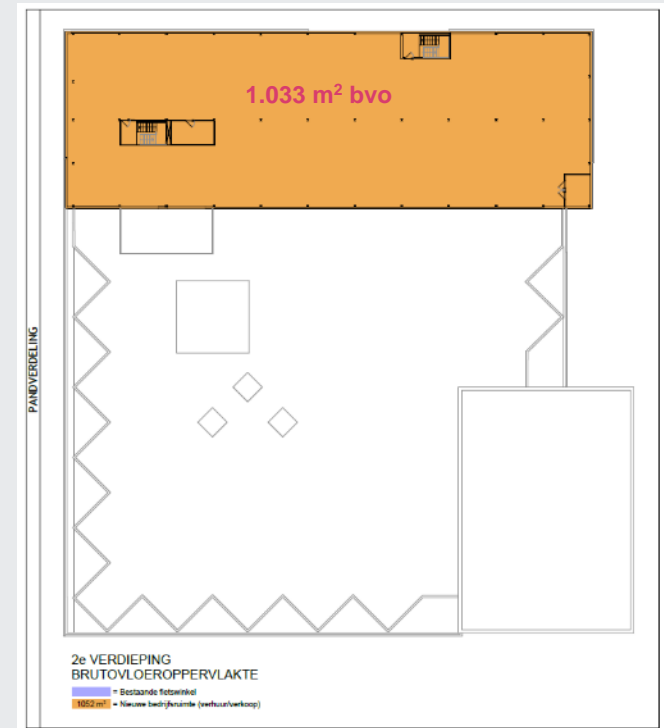 1.033 m² bvo
PANDVERDELING
2e VERDIEPING
BRUTOVLOEROPPERVLAKTE
= Bestaande fietswinkel
1052 m² = Nieuwe bedrijfsruimte (verhuur/verkoop)